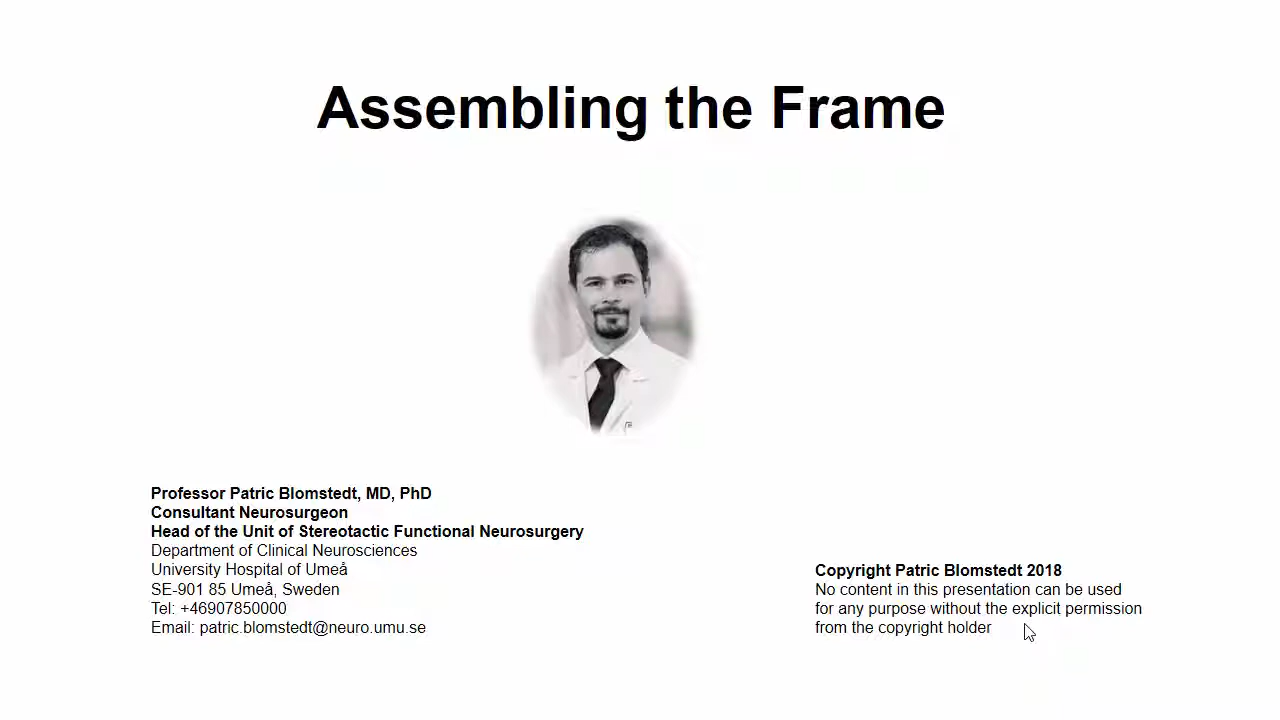 Assembling the Frame
Professor Patric Blomstedt, MD, PhD
Consultant Neurosurgeon
Head of the Unit of Stereotactic Functional Neurosurgery
Department of Clinical Neurosciences
University Hospital of Umeå
SE-901 85 Umeå, Sweden
Tel: +46907850000
Email: patric.blomstedt@neuro.umu.se
Copyright Patric Blomstedt 2018
No content in this presentation can be used
for any purpose without the explicit permission
from the copyright holder